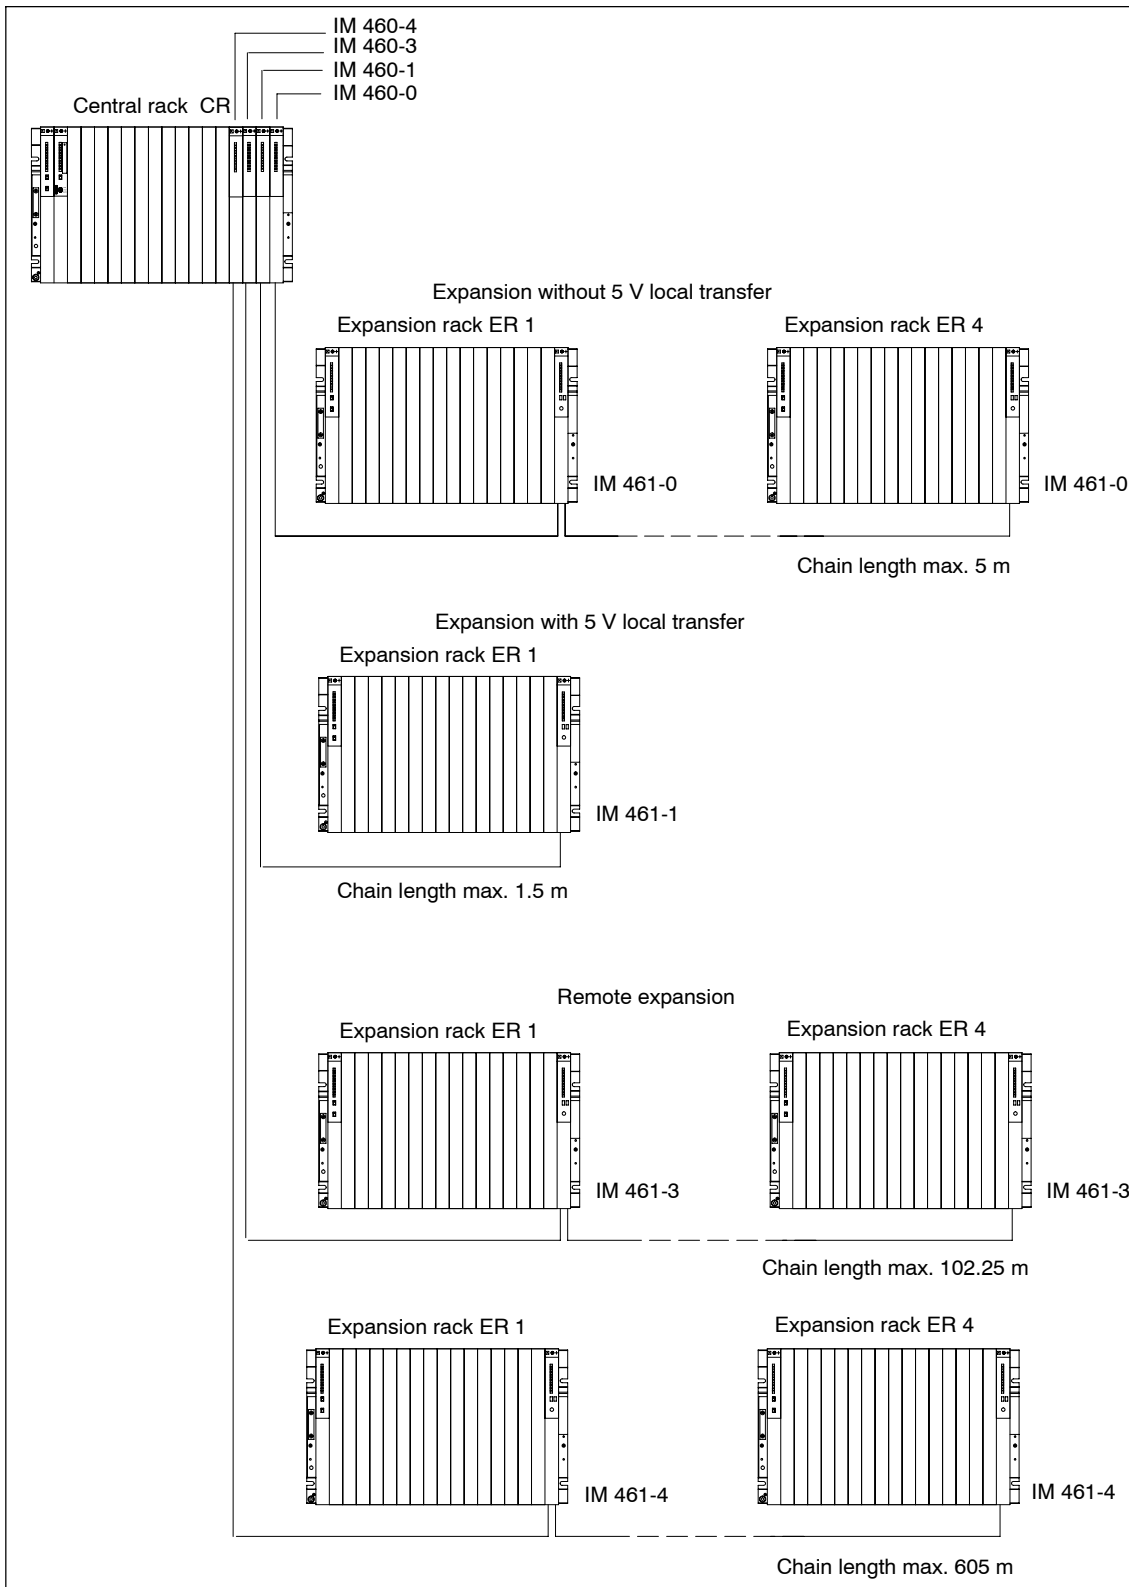 IM 460-4
IM 460-3
IM 460-1
IM 460-0
Central rack CR
Expansion without 5 V local transfer
Expansion rack ER 1
Expansion rack ER 4
IM 461-0
IM 461-0
Chain length max. 5 m
Expansion with 5 V local transfer
Expansion rack ER 1
IM 461-1
Chain length max. 1.5 m
Remote expansion
Expansion rack ER 1
Expansion rack ER 4
IM 461-3
IM 461-3
Chain length max. 102.25 m
Expansion rack ER 1
Expansion rack ER 4
IM 461-4
IM 461-4
Chain length max. 605 m